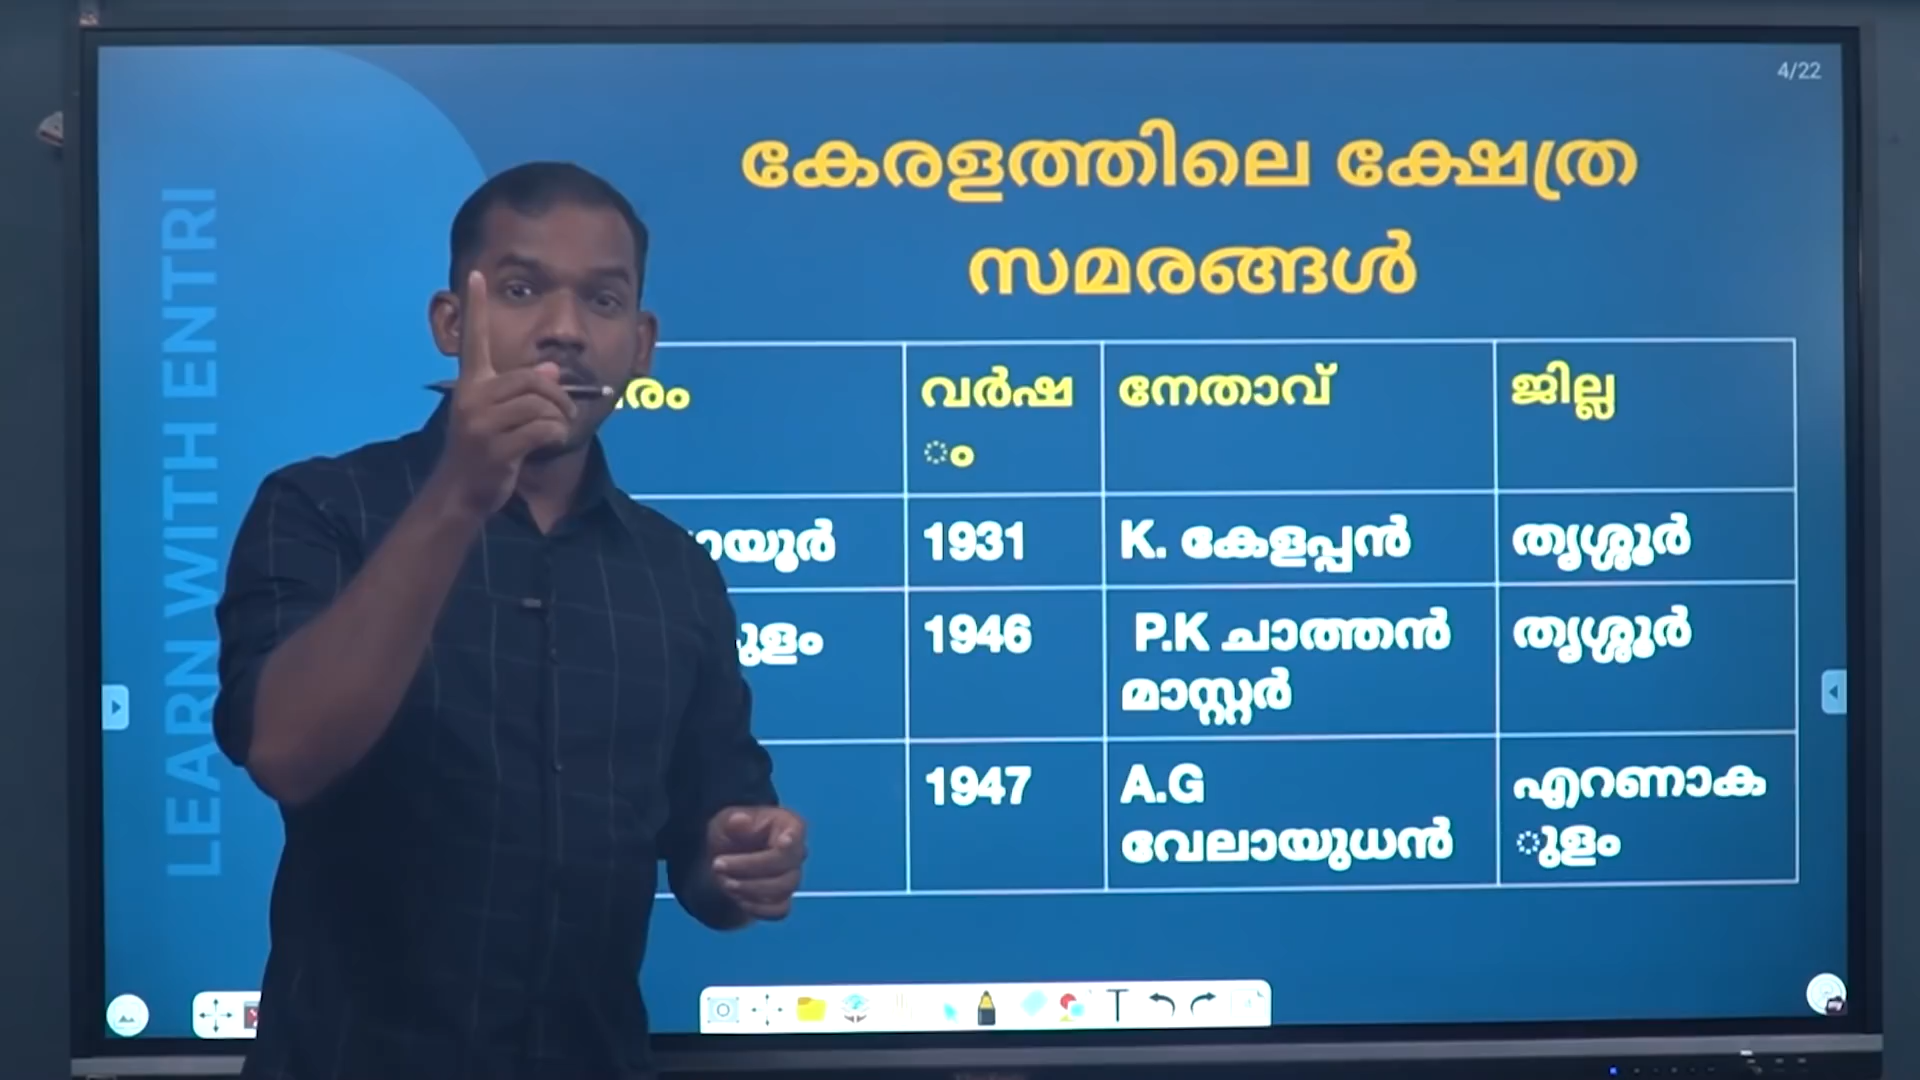 4/22
കേരളത്തിലെ ക്ഷേത്ര
സമരങ്ങൾ
LEARN WITH ENTRI
വർഷ
ം
നേതാവ്
ജില്ല
1931
K. കേളപ്പൻ
തൃശ്ശൂർ
1946
P.K ചാത്തൻ
മാസ്റ്റർ
തൃശ്ശൂർ
1947
A.G
വേലായുധൻ
എറണാക
ുളം